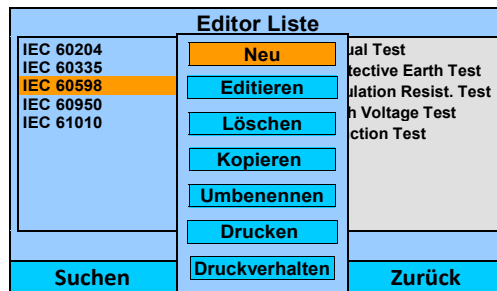 Editor Liste
IEC 60204
IEC 60335
IEC 60598
IEC 60950
IEC 61010
Neu
Editieren
Löschen
Kopieren
Umbenennen
Drucken
Druckverhalten
ual Test
tective Earth Test
ulation Resist. Test
h Voltage Test
ction Test
Suchen
Zurück